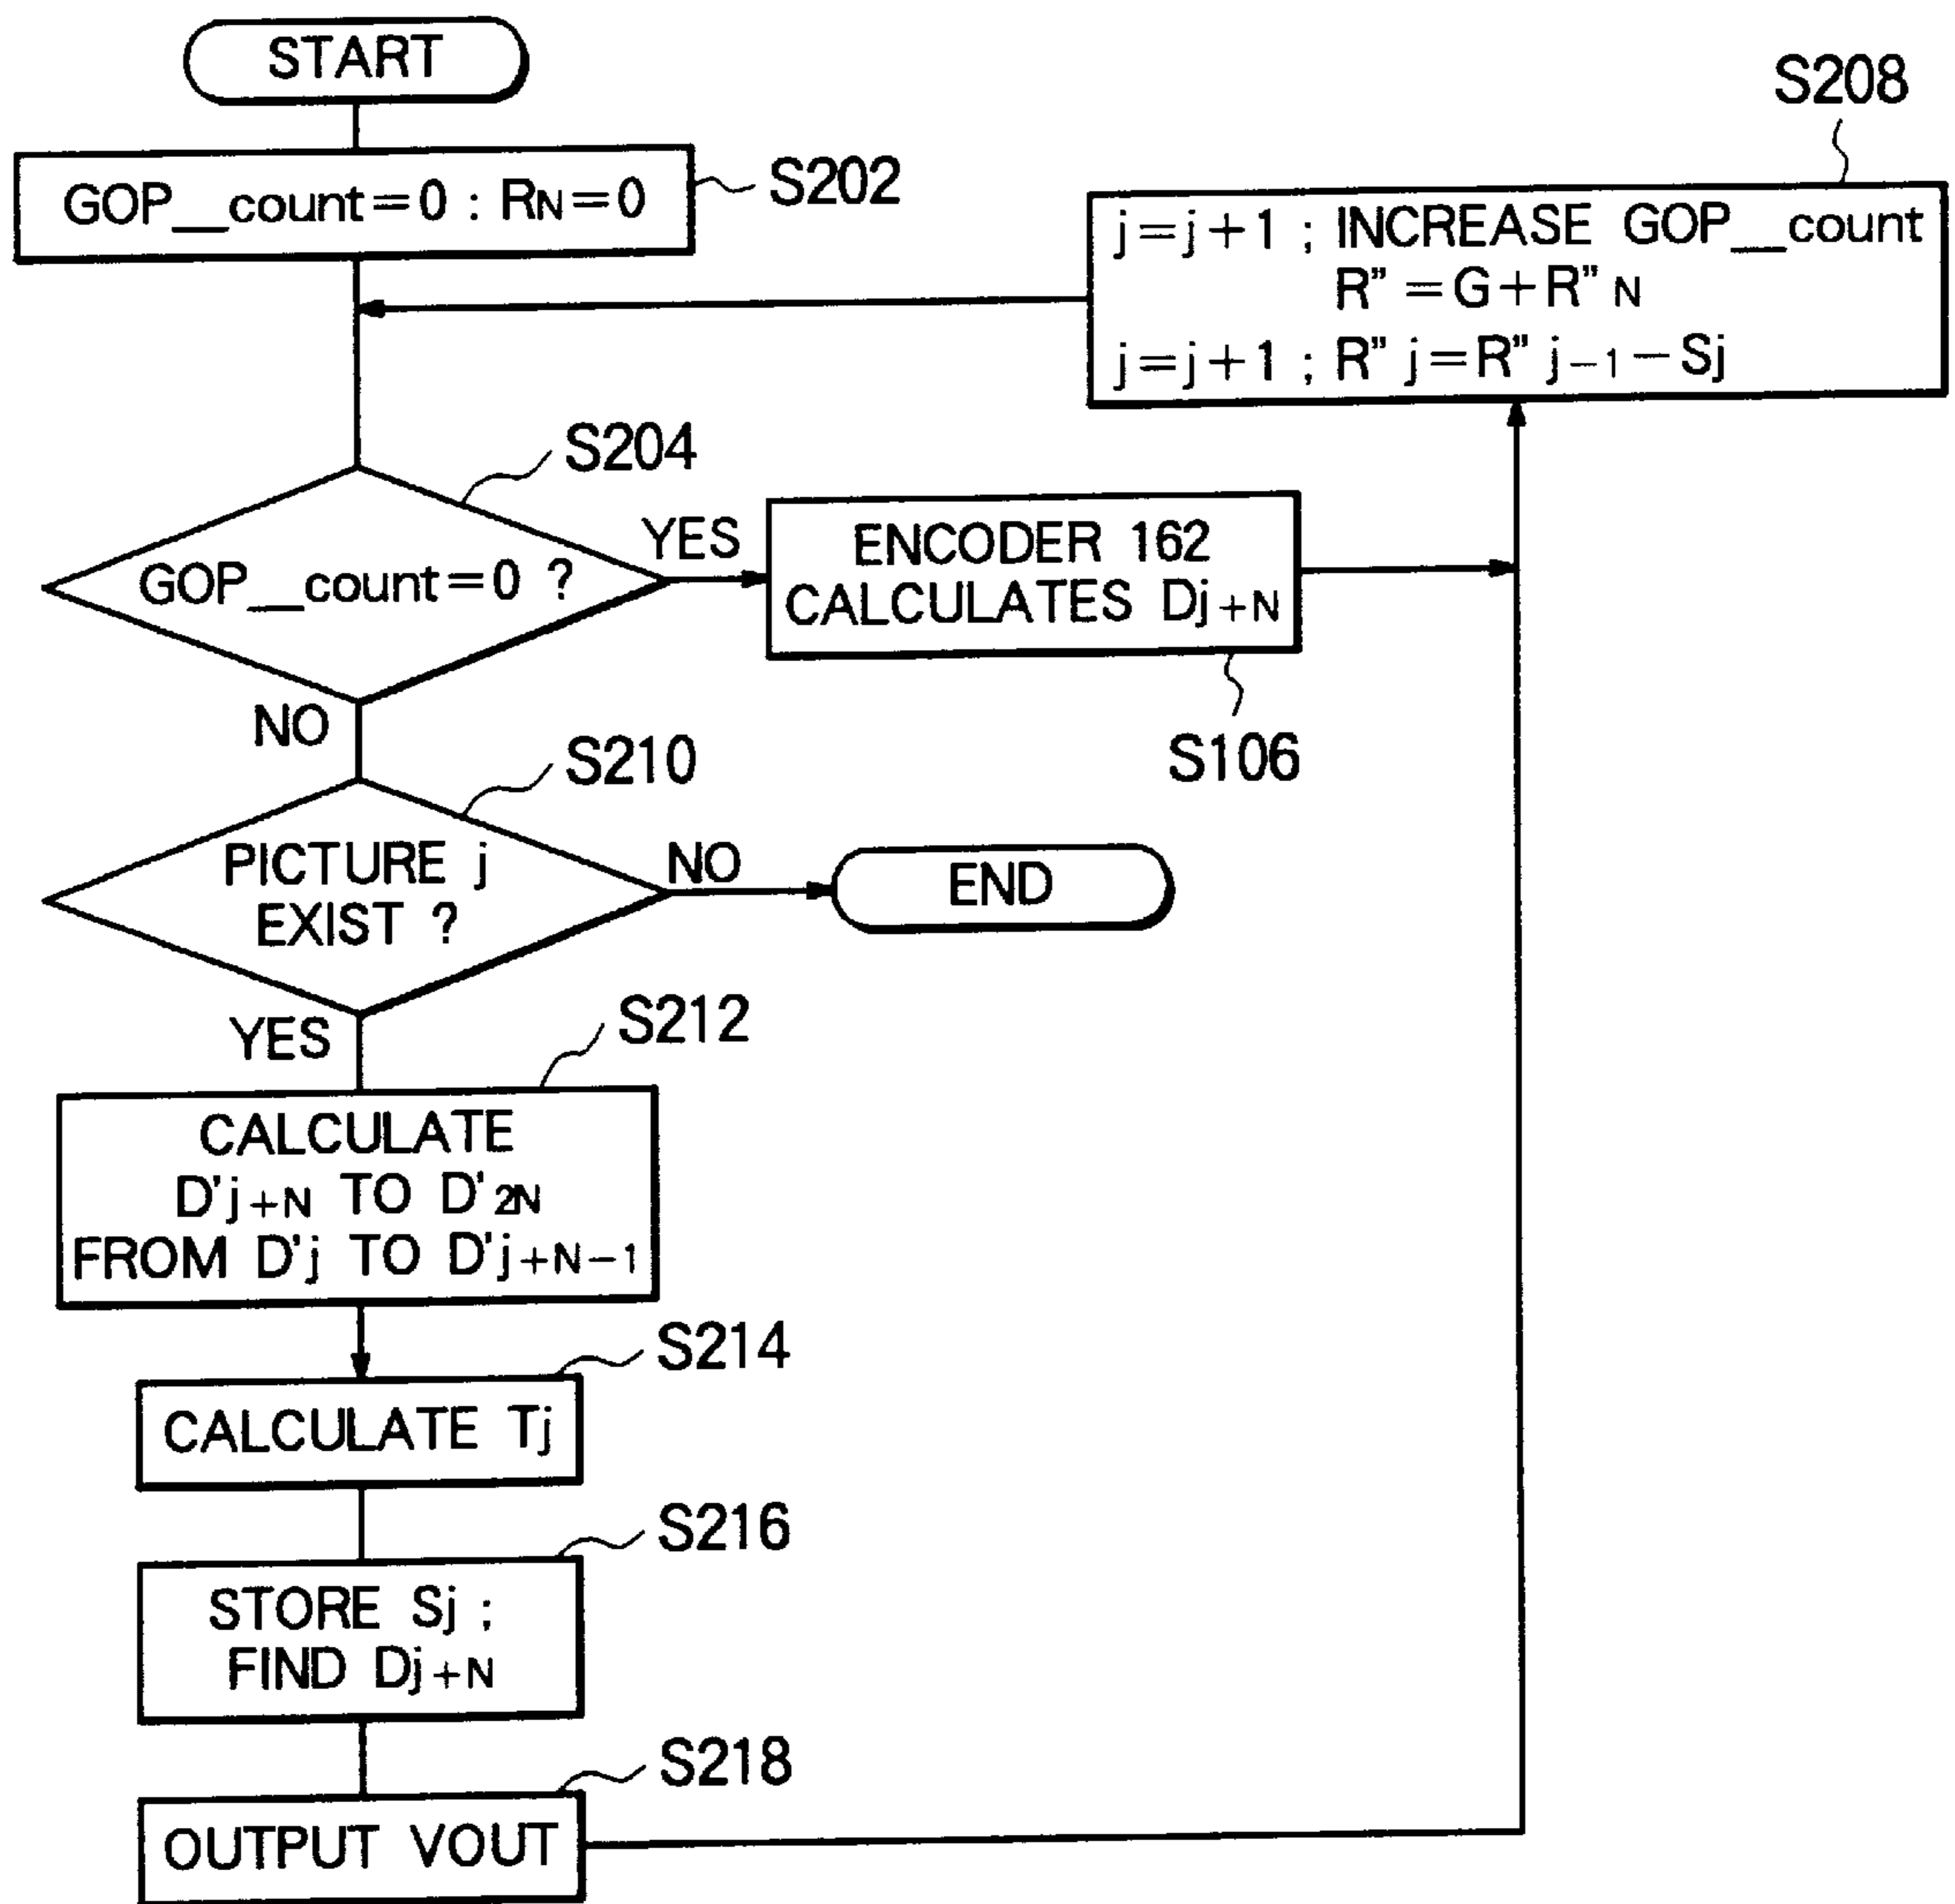 START
GOP__count=0 : RN=0
S202
S208
j=j+1 ; INCREASE GOP__count
R"=G+R"N
j=j+1 ; R"j=R"j-1-Sj
S204
GOP__count=0 ?
YES
ENCODER 162
CALCULATES Dj+N
S106
NO
S210
PICTURE j
EXIST ?
NO
END
YES
S212
CALCULATE
D'j+N TO D'2N
FROM D'j TO D'j+N-1
S214
CALCULATE Tj
S216
STORE Sj ;
FIND Dj+N
S218
OUTPUT VOUT